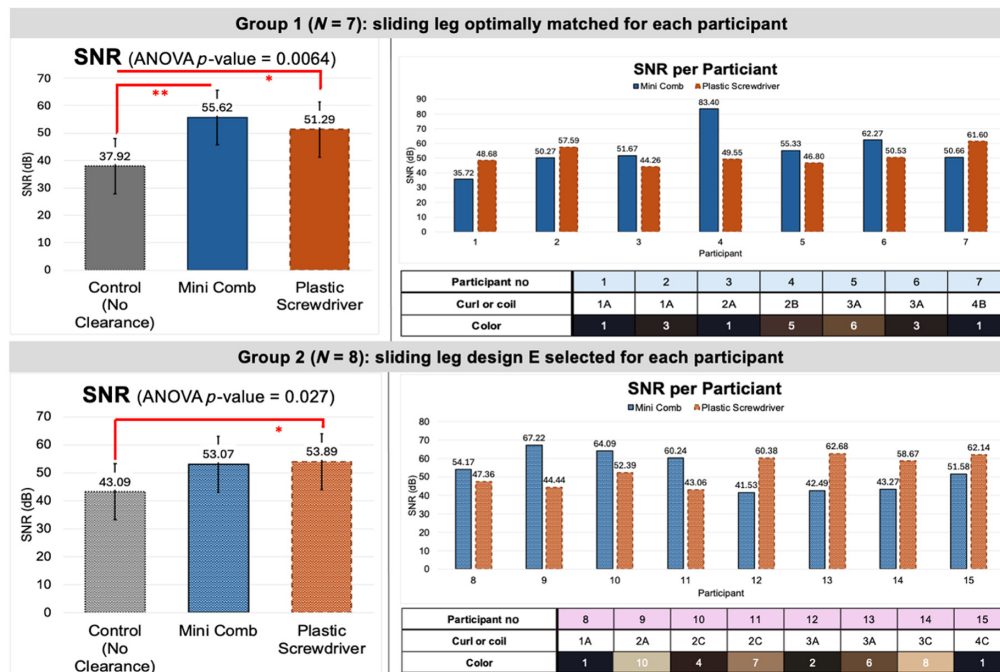 Group 1 (N = 7): sliding leg optimally matched for each participant
SNR (ANOVA p-value = 0.0064)
70
60
50
40
30
20
10
0
SNR (dB)
**
*
37.92
55.62
51.29
Control
(No
Clearance)
Mini Comb
Plastic
Screwdriver
SNR per Particiant
Mini Comb Plastic Screwdriver
90
80
70
60
50
40
30
20
10
0
SNR (dB)
35.72 48.68 50.27 57.59 51.67 44.26 83.40 49.55 55.33 46.80 62.27 50.53 50.66 61.60
1 2 3 4 5 6 7
Participant
Participant no 1 2 3 4 5 6 7
Curl or coil 1A 1A 2A 2B 3A 3A 4B
Color 1 3 1 5 6 3 1
Group 2 (N = 8): sliding leg design E selected for each participant
SNR (ANOVA p-value = 0.027)
70
60
50
40
30
20
10
0
SNR (dB)
*
43.09
53.07
53.89
Control
(No
Clearance)
Mini Comb
Plastic
Screwdriver
SNR per Particiant
Mini Comb Plastic Screwdriver
80
70
60
50
40
30
20
10
0
SNR (dB)
54.17 47.36 67.22 44.44 64.09 52.39 60.24 43.06 41.53 60.38 42.49 62.68 43.27 58.67 51.58 62.14
8 9 10 11 12 13 14 15
Participant
Participant no 8 9 10 11 12 13 14 15
Curl or coil 1A 2A 2C 2C 3A 3A 3C 4C
Color 1 10 4 7 2 6 8 1